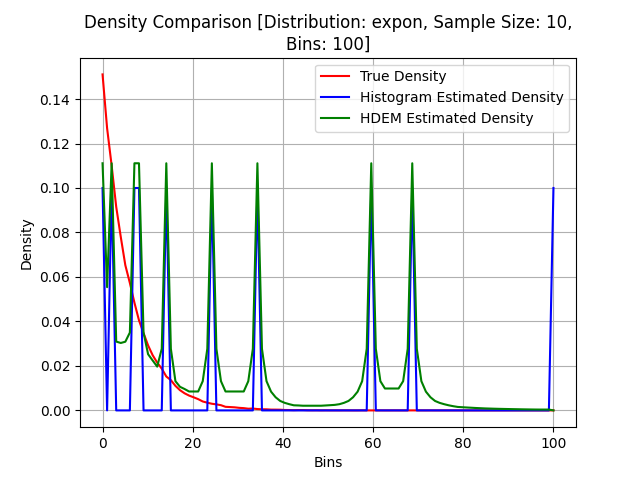 Density Comparison [Distribution: expon, Sample Size: 10,
Bins: 100]
True Density
Histogram Estimated Density
HDEM Estimated Density
Density
0.14
0.12
0.10
0.08
0.06
0.04
0.02
0.00
0 20 40 60 80 100
Bins